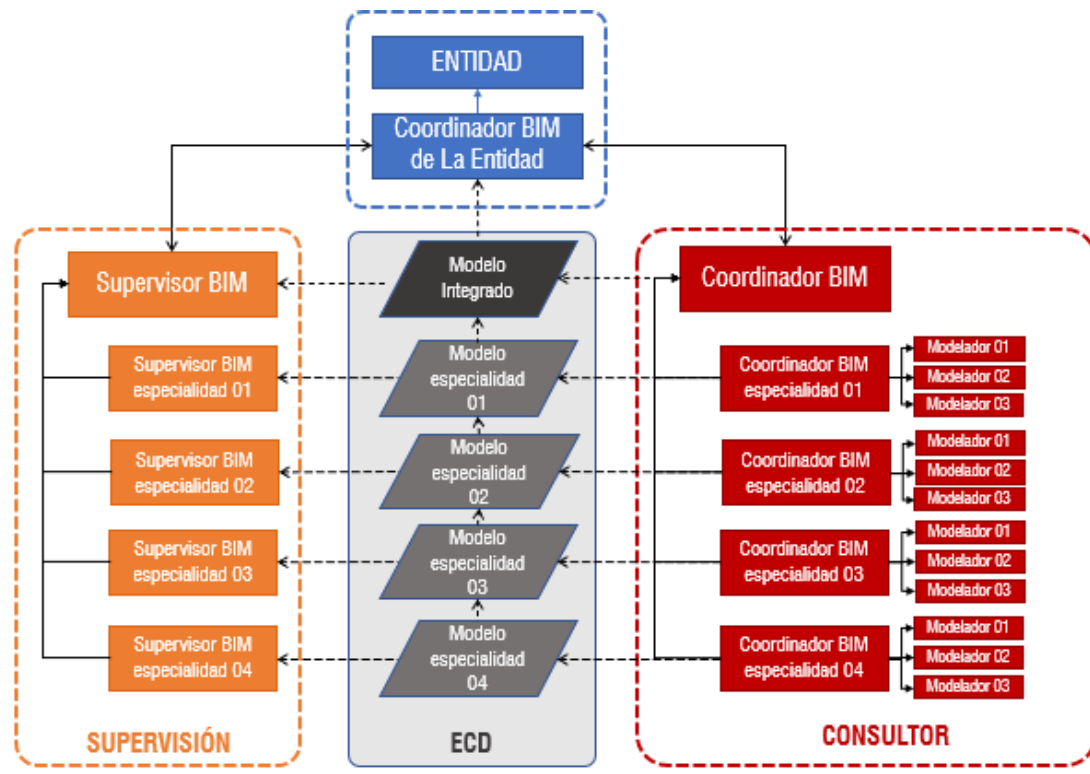 ENTIDAD
Coordinador BIM
de La Entidad
Supervisor BIM
Supervisor BIM
especialidad 01
Supervisor BIM
especialidad 02
Supervisor BIM
especialidad 03
Supervisor BIM
especialidad 04
SUPERVISIÓN
Modelo
Integrado
Modelo
especialidad
01
Modelo
especialidad
02
Modelo
especialidad
03
Modelo
especialidad
04
ECD
Coordinador BIM
Coordinador BIM
especialidad 01
Modelador 01
Modelador 02
Modelador 03
Coordinador BIM
especialidad 02
Modelador 01
Modelador 02
Modelador 03
Coordinador BIM
especialidad 03
Modelador 01
Modelador 02
Modelador 03
Coordinador BIM
especialidad 04
Modelador 01
Modelador 02
Modelador 03
CONSULTOR